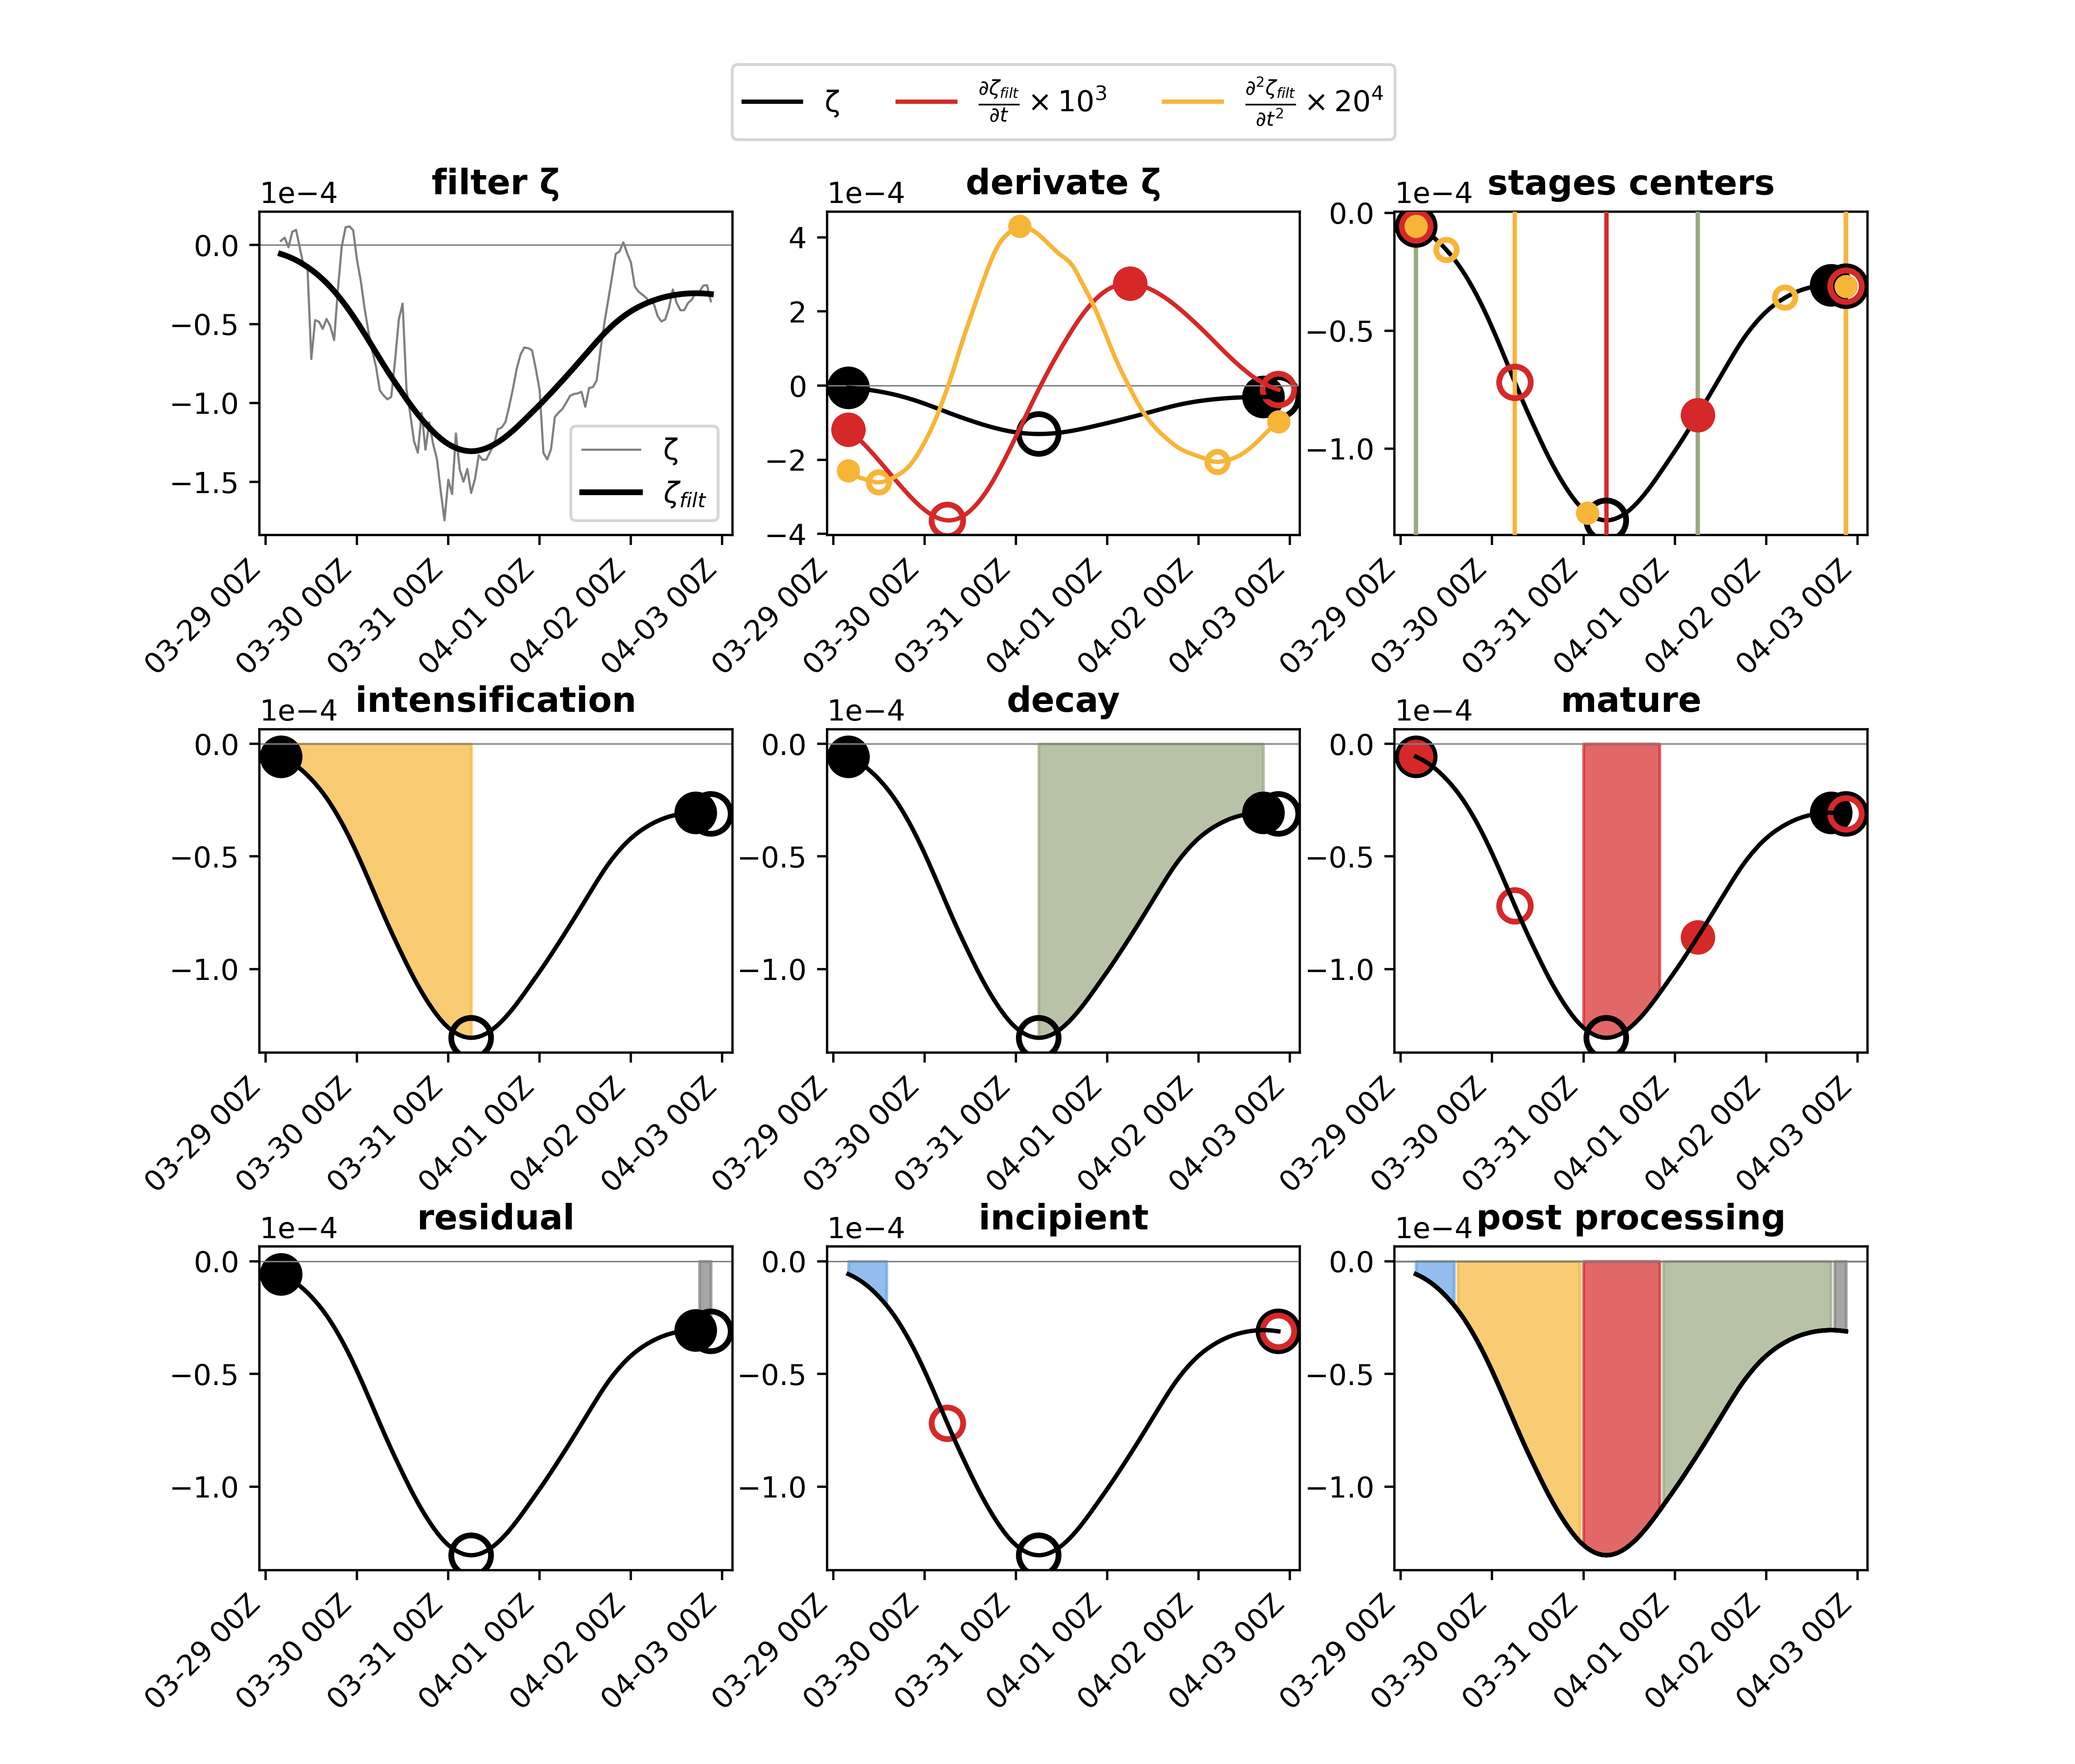 ζ ∂ζfilt/∂t × 10³ ∂²ζfilt/∂t² × 20⁴
filter ζ
1e−4
0.0
−0.5
−1.0
−1.5
ζ
ζfilt
03-29 00Z
03-30 00Z
03-31 00Z
04-01 00Z
04-02 00Z
04-03 00Z
derivate ζ
1e−4
4
2
0
−2
−4
03-29 00Z
03-30 00Z
03-31 00Z
04-01 00Z
04-02 00Z
04-03 00Z
stages centers
1e−4
0.0
−0.5
−1.0
03-29 00Z
03-30 00Z
03-31 00Z
04-01 00Z
04-02 00Z
04-03 00Z
intensification
1e−4
0.0
−0.5
−1.0
03-29 00Z
03-30 00Z
03-31 00Z
04-01 00Z
04-02 00Z
04-03 00Z
decay
1e−4
0.0
−0.5
−1.0
03-29 00Z
03-30 00Z
03-31 00Z
04-01 00Z
04-02 00Z
04-03 00Z
mature
1e−4
0.0
−0.5
−1.0
03-29 00Z
03-30 00Z
03-31 00Z
04-01 00Z
04-02 00Z
04-03 00Z
residual
1e−4
0.0
−0.5
−1.0
03-29 00Z
03-30 00Z
03-31 00Z
04-01 00Z
04-02 00Z
04-03 00Z
incipient
1e−4
0.0
−0.5
−1.0
03-29 00Z
03-30 00Z
03-31 00Z
04-01 00Z
04-02 00Z
04-03 00Z
post processing
1e−4
0.0
−0.5
−1.0
03-29 00Z
03-30 00Z
03-31 00Z
04-01 00Z
04-02 00Z
04-03 00Z